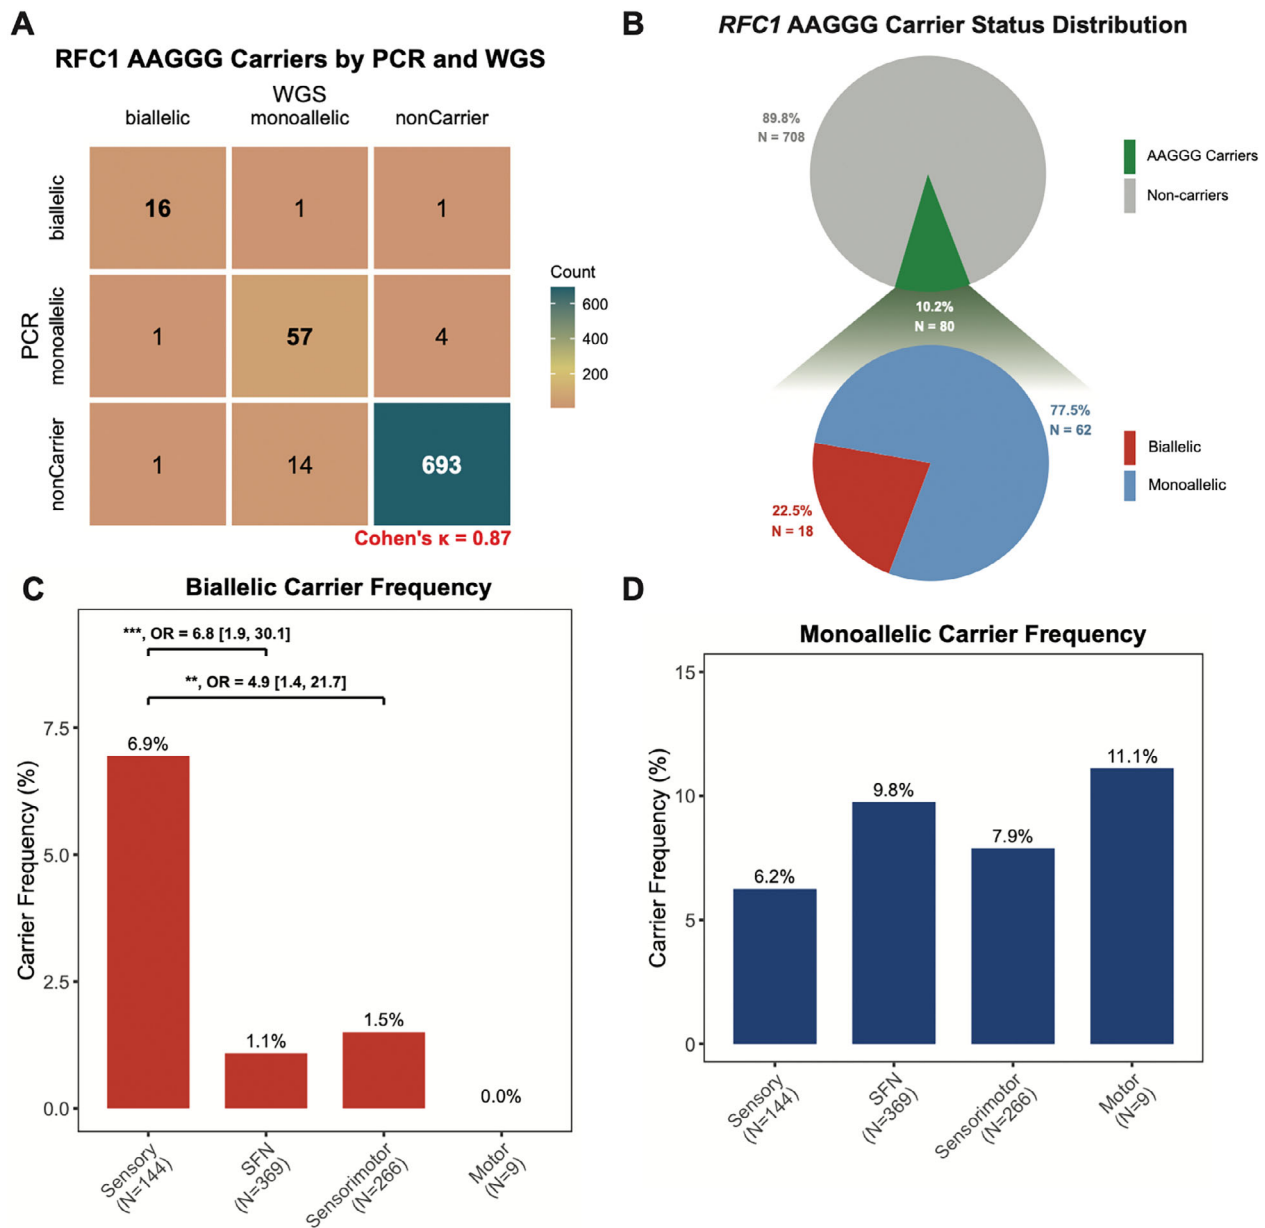 A
RFC1 AAGGG Carriers by PCR and WGS
WGS
biallelic monoallelic nonCarrier
PCR
biallelic
16 1 1
monoallelic
1 57 4
nonCarrier
1 14 693
Cohen's κ = 0.87
Count
600
400
200
B
RFC1 AAGGG Carrier Status Distribution
89.8%
N = 708
AAGGG Carriers
Non-carriers
10.2%
N = 80
77.5%
N = 62
Biallelic
Monoallelic
22.5%
N = 18
C
Biallelic Carrier Frequency
***, OR = 6.8 [1.9, 30.1]
**, OR = 4.9 [1.4, 21.7]
Carrier Frequency (%)
7.5
5.0
2.5
0.0
6.9%
1.1%
1.5%
0.0%
Sensory
(N=144)
SFN
(N=369)
Sensorimotor
(N=266)
Motor
(N=9)
D
Monoallelic Carrier Frequency
Carrier Frequency (%)
15
10
5
0
6.2%
9.8%
7.9%
11.1%
Sensory
(N=144)
SFN
(N=369)
Sensorimotor
(N=266)
Motor
(N=9)